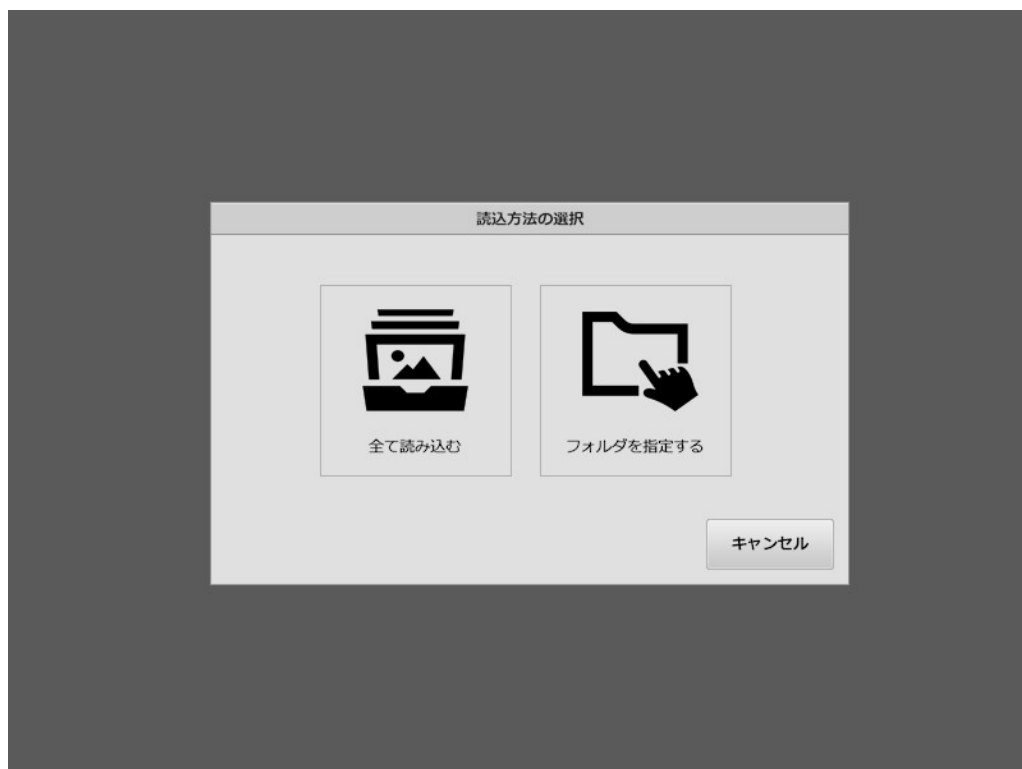 読込方法の選択
全て読み込む
フォルダを指定する
キャンセル